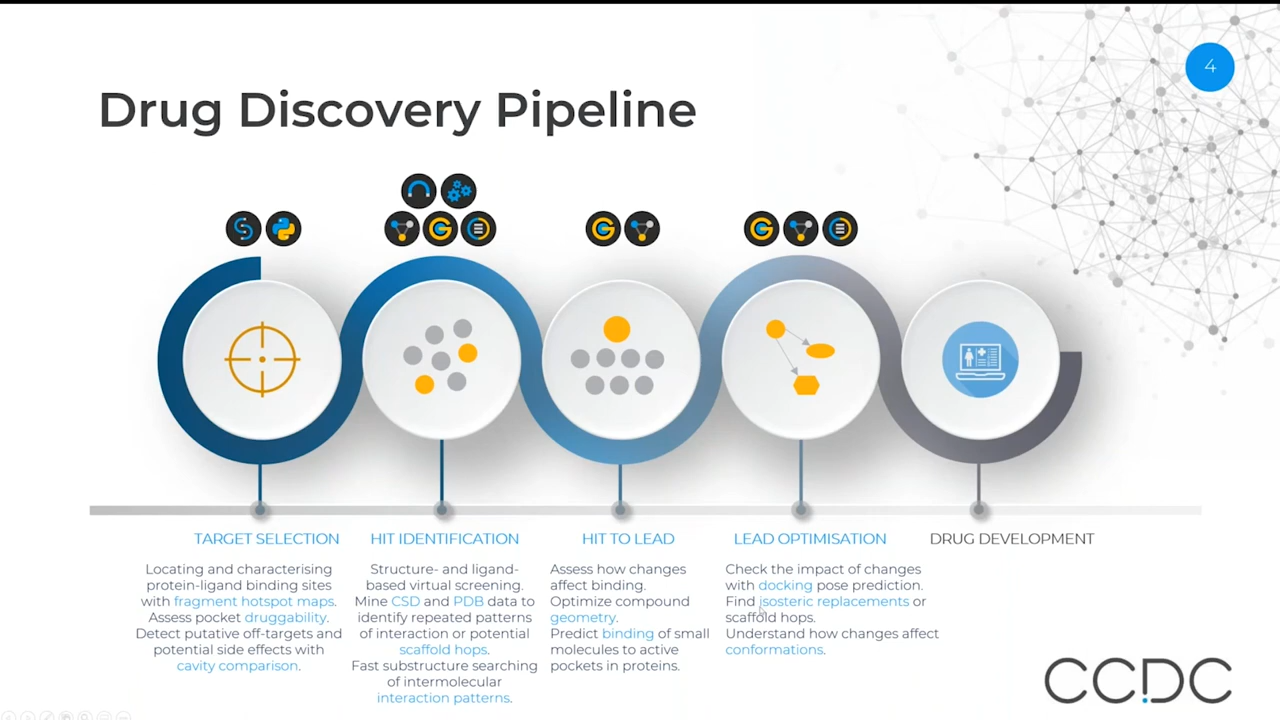 4
Drug Discovery Pipeline
TARGET SELECTION
Locating and characterising
protein-ligand binding sites
with fragment hotspot maps.
Assess pocket druggability.
Detect putative off-targets and
potential side effects with
cavity comparison.
HIT IDENTIFICATION
Structure- and ligand-
based virtual screening.
Mine CSD and PDB data to
identify repeated patterns
of interaction or potential
scaffold hops.
Fast substructure searching
of intermolecular
interaction patterns.
HIT TO LEAD
Assess how changes
affect binding.
Optimize compound
geometry.
Predict binding of small
molecules to active
pockets in proteins.
LEAD OPTIMISATION
Check the impact of changes
with docking pose prediction.
Find isosteric replacements or
scaffold hops.
Understand how changes affect
conformations.
DRUG DEVELOPMENT
CCDC